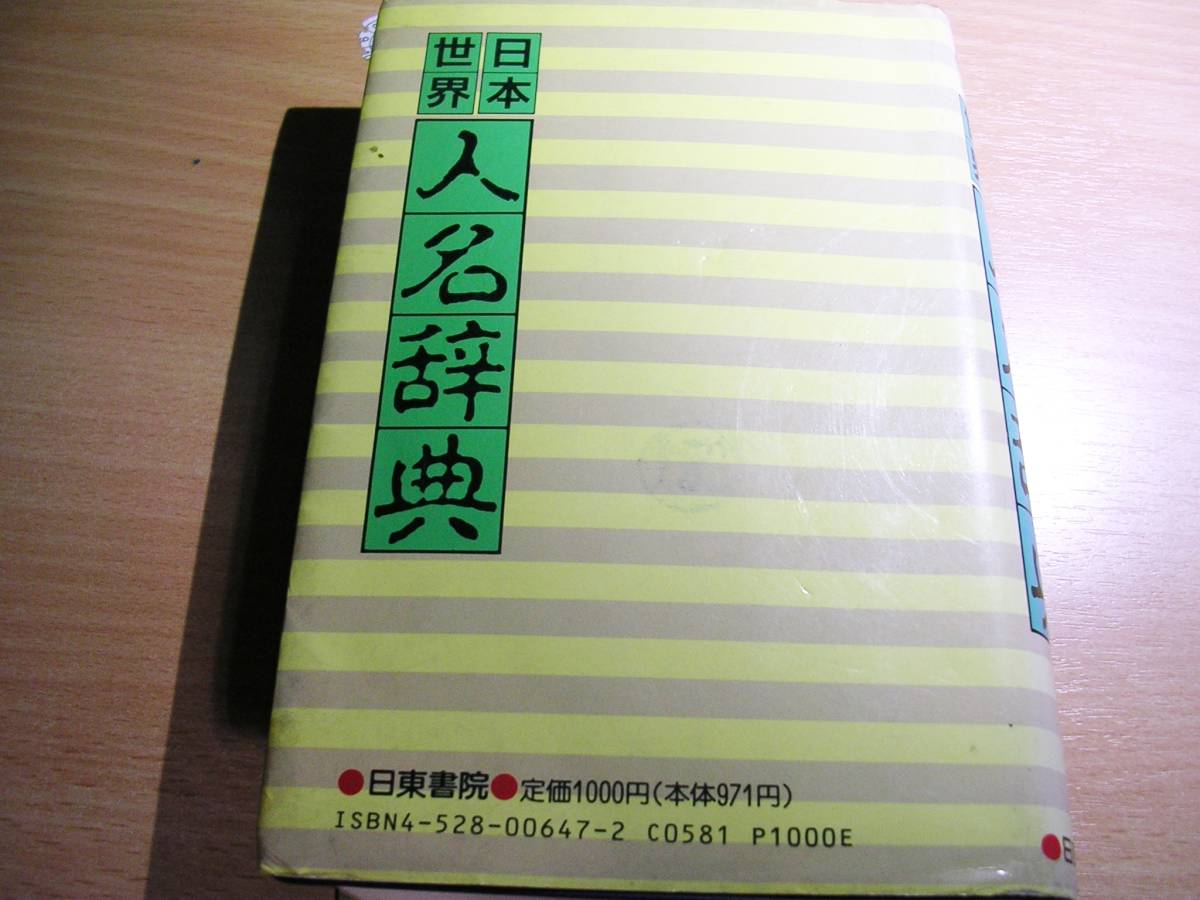 日本
世界
人名辞典
●日東書院●定価1000円(本体971円)
ISBN4-528-00647-2 C0581 P1000E
日